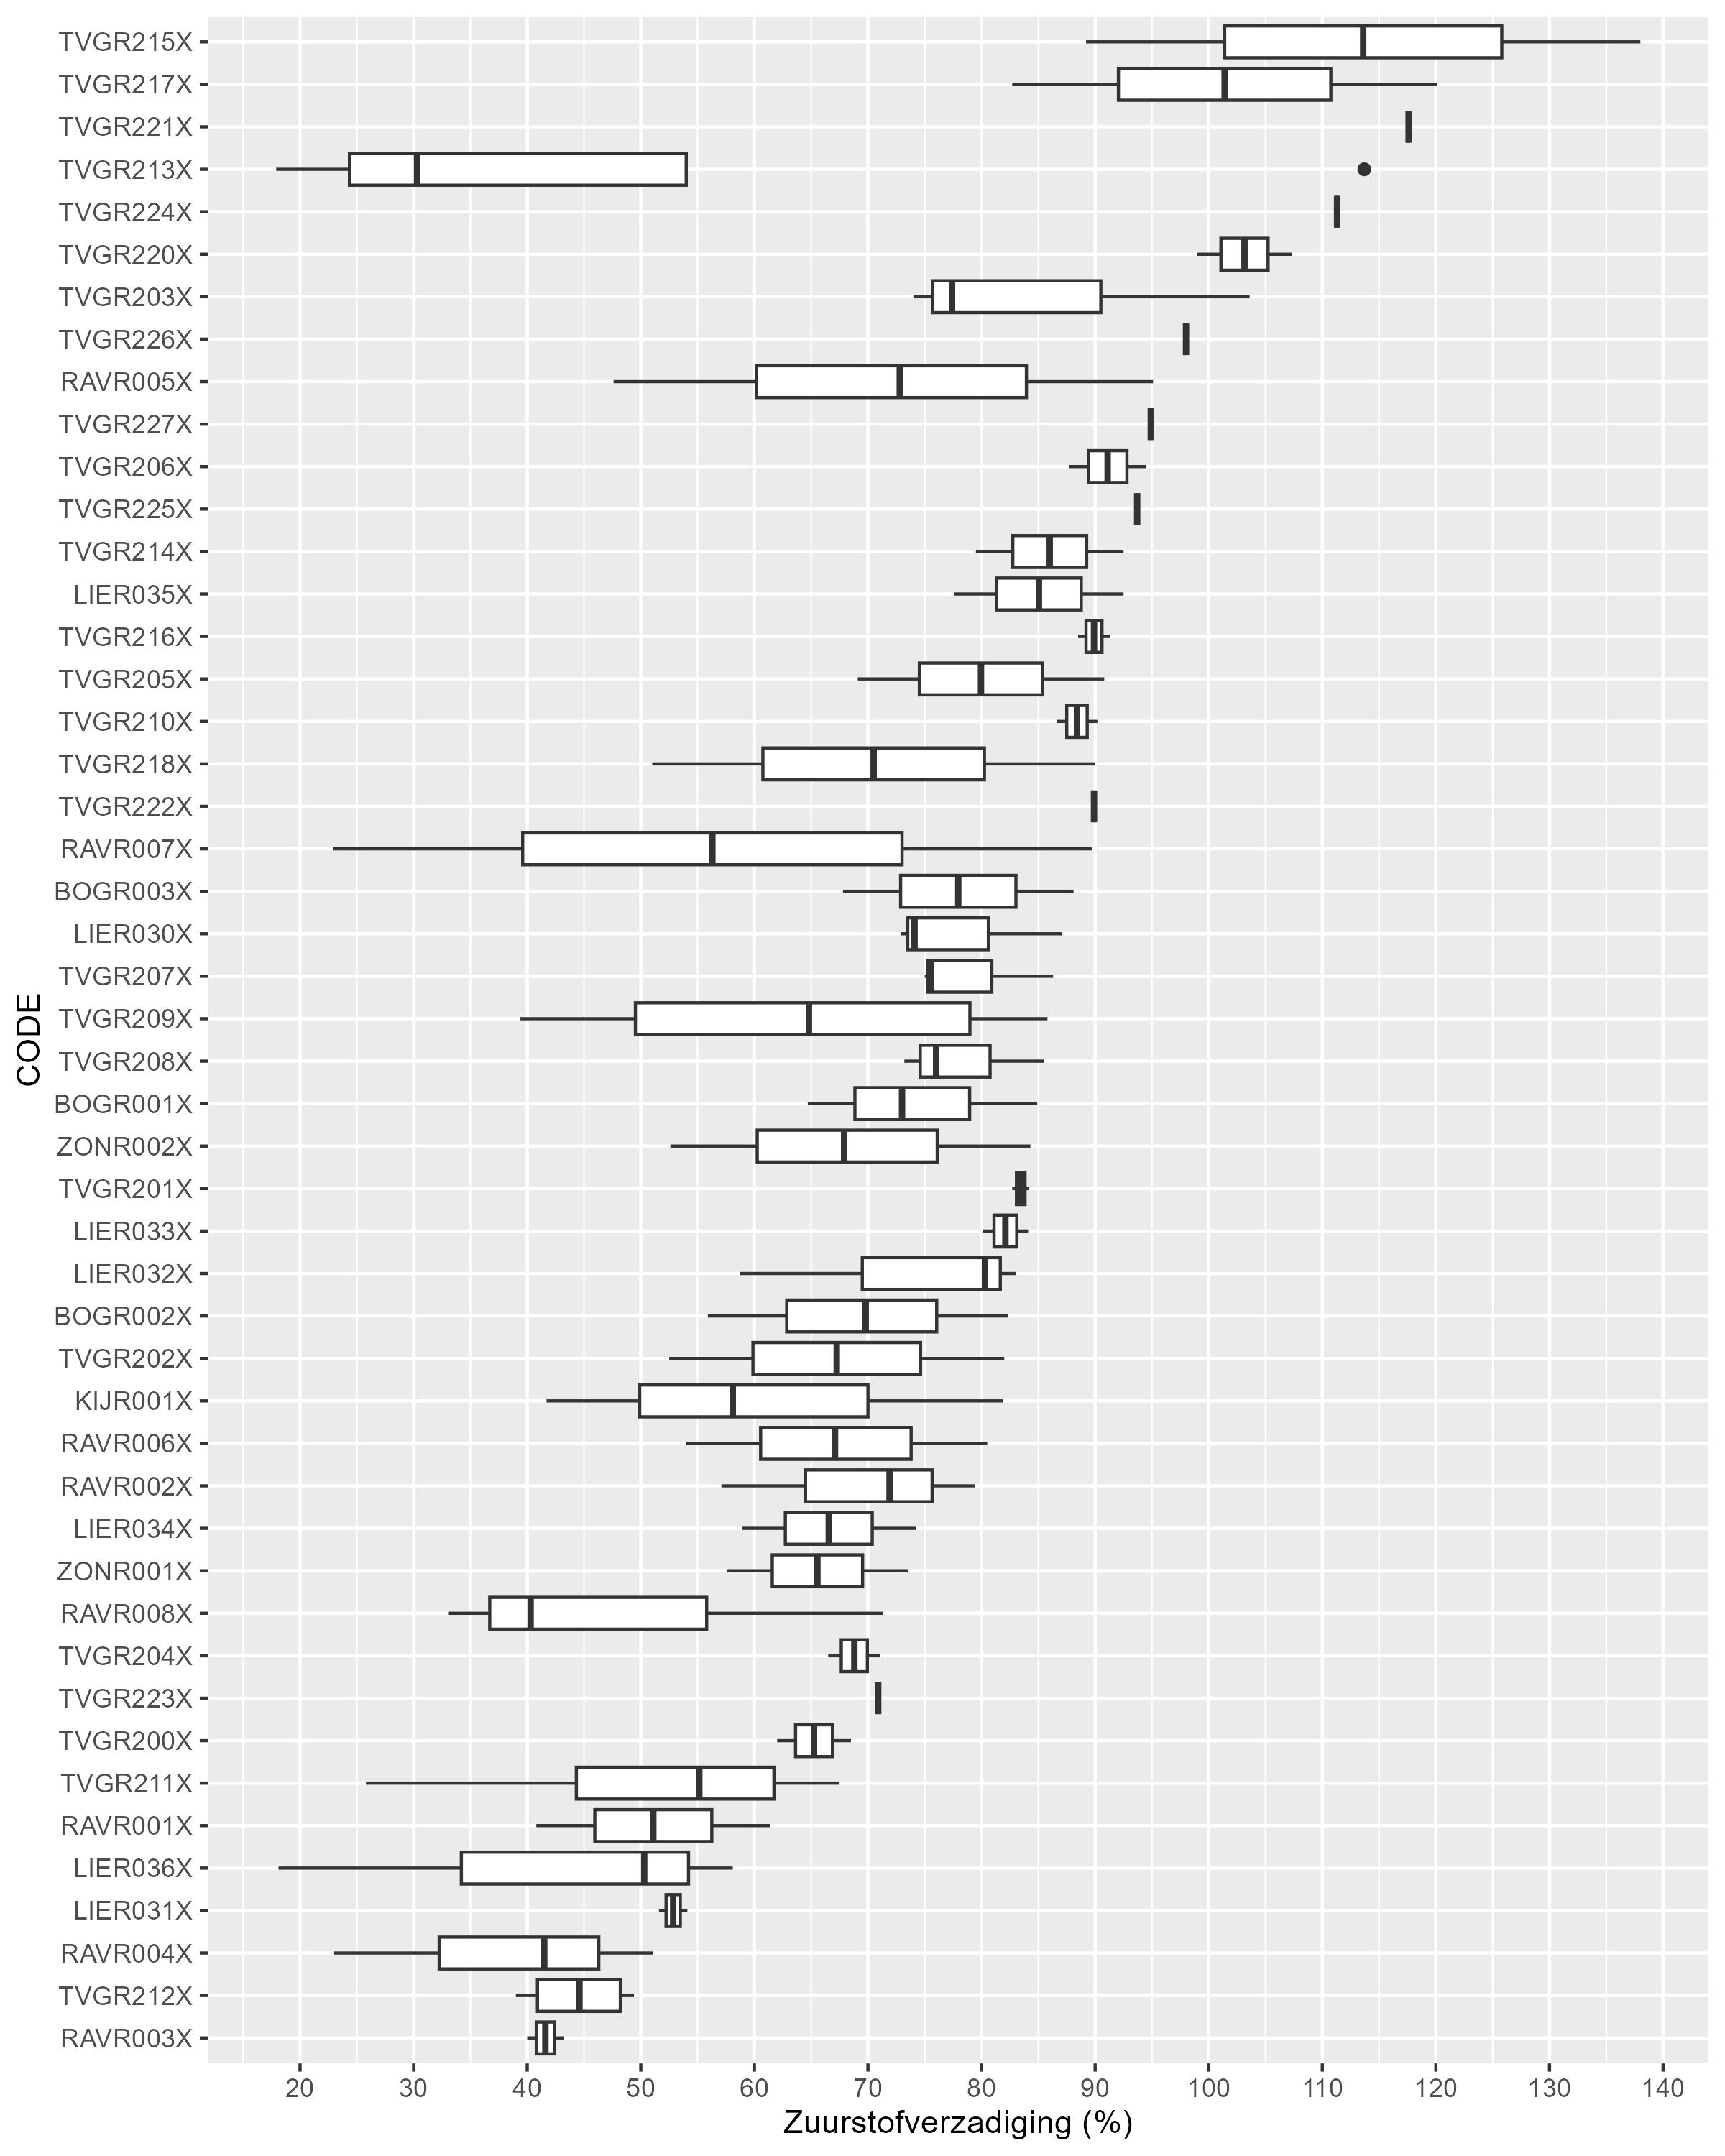 TVGR215X
TVGR217X
TVGR221X
TVGR213X
TVGR224X
TVGR220X
TVGR203X
TVGR226X
RAVR005X
TVGR227X
TVGR206X
TVGR225X
TVGR214X
LIER035X
TVGR216X
TVGR205X
TVGR210X
TVGR218X
TVGR222X
RAVR007X
BOGR003X
LIER030X
TVGR207X
TVGR209X
TVGR208X
BOGR001X
ZONR002X
TVGR201X
LIER033X
LIER032X
BOGR002X
TVGR202X
KIJR001X
RAVR006X
RAVR002X
LIER034X
ZONR001X
RAVR008X
TVGR204X
TVGR223X
TVGR200X
TVGR211X
RAVR001X
LIER036X
LIER031X
RAVR004X
TVGR212X
RAVR003X
CODE
20 30 40 50 60 70 80 90 100 110 120 130 140
Zuurstofverzadiging (%)